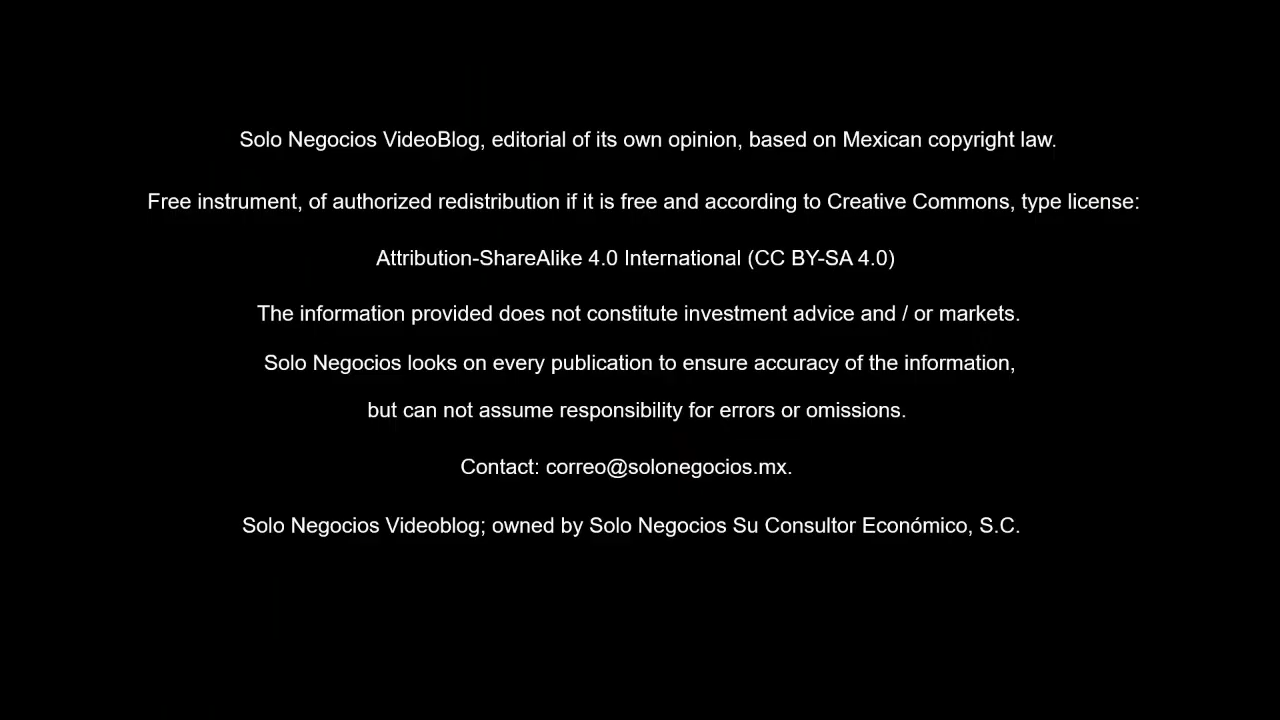 Solo Negocios VideoBlog, editorial of its own opinion, based on Mexican copyright law.
Free instrument, of authorized redistribution if it is free and according to Creative Commons, type license:
Attribution-ShareAlike 4.0 International (CC BY-SA 4.0)
The information provided does not constitute investment advice and / or markets.
Solo Negocios looks on every publication to ensure accuracy of the information,
but can not assume responsibility for errors or omissions.
Contact: correo@solonegocios.mx.
Solo Negocios Videoblog; owned by Solo Negocios Su Consultor Económico, S.C.